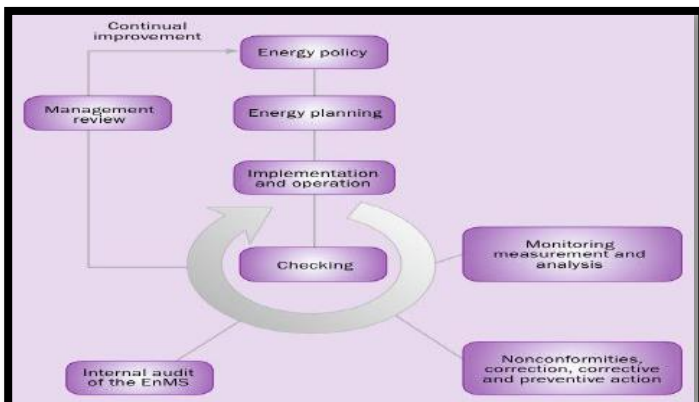 Continual
improvement
Energy policy
Management
review
Energy planning
Implementation
and operation
Checking
Monitoring
measurement and
analysis
Internal audit
of the EnMS
Nonconformities,
correction, corrective
and preventive action